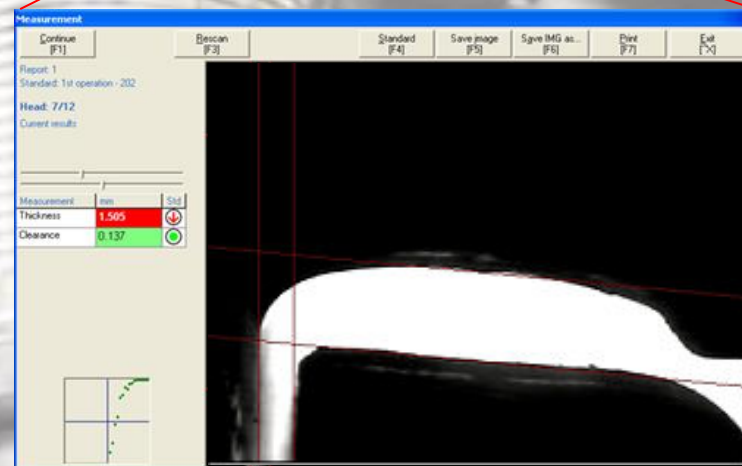 Measurement
Continue [F1]
Rescan [F3]
Standard [F4]
Save image [F5]
Save IMG as... [F6]
Print [F7]
Exit [^X]
Report: 1
Standard: 1st operation - 202
Head: 7/12
Current results
Measurement mm Std
Thickness 1.505
Clearance 0.137